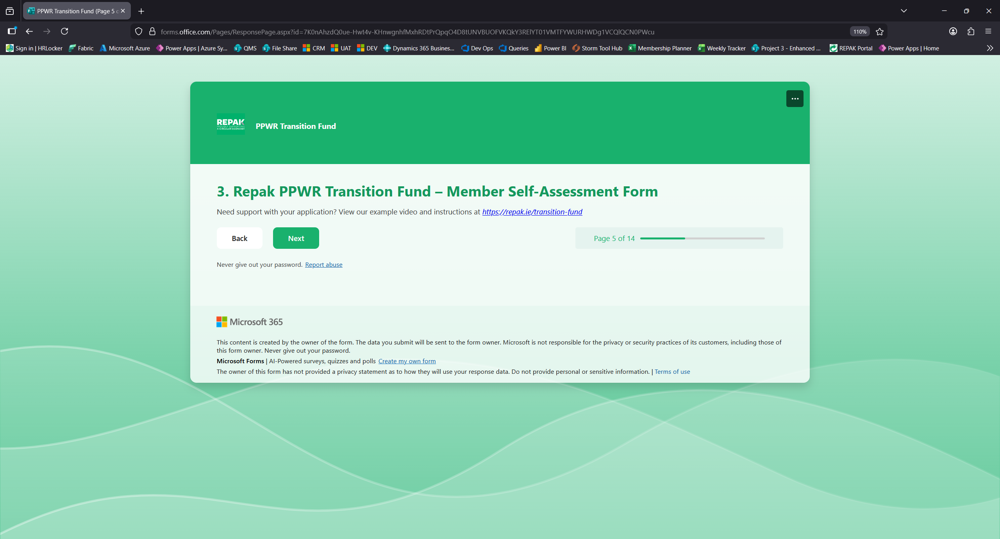 PPWR Transition Fund (Page 5 o
forms.office.com/Pages/ResponsePage.aspx?id=7K0nAhzdQ0ue-Hwt4v-KHnwgnhfMxhRDtPrQpqO4D8tUNVBUOFVKQkY3RElYT01VMTFYWURHWDg1VCQlQCN0PWcu
110%
Sign in | HRLocker
Fabric
Microsoft Azure
Power Apps | Azure Sy...
QMS
File Share
CRM
UAT
DEV
Dynamics 365 Busines...
Dev Ops
Queries
Power BI
Storm Tool Hub
Membership Planner
Weekly Tracker
Project 3 - Enhanced ...
REPAK Portal
Power Apps | Home
REPAK
PROUDLY SUPPORTING
A CIRCULAR ECONOMY
PPWR Transition Fund
3. Repak PPWR Transition Fund – Member Self-Assessment Form
Need support with your application? View our example video and instructions at https://repak.ie/transition-fund
Back
Next
Page 5 of 14
Never give out your password. Report abuse
Microsoft 365
This content is created by the owner of the form. The data you submit will be sent to the form owner. Microsoft is not responsible for the privacy or security practices of its customers, including those of
this form owner. Never give out your password.
Microsoft Forms | AI-Powered surveys, quizzes and polls Create my own form
The owner of this form has not provided a privacy statement as to how they will use your response data. Do not provide personal or sensitive information. | Terms of use